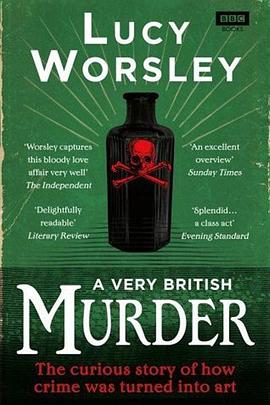 BBC
BOOKS
LUCY
WORSLEY
'Worsley captures
this bloody love
affair very well'
The Independent
'An excellent
overview'
Sunday Times
'Delightfully
readable'
Literary Review
'Splendid...
a class act'
Evening Standard
A VERY BRITISH
MURDER
The curious story of how
crime was turned into art